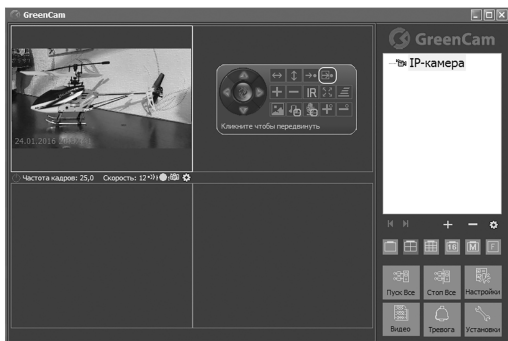 GreenCam
GreenCam
IP-камера
IR
Кликните чтобы передвинуть
24.01.2016
Частота кадров: 25,0 Скорость: 12
16 M F
Пуск Все Стоп Все Настройки
Видео Тревога Установки